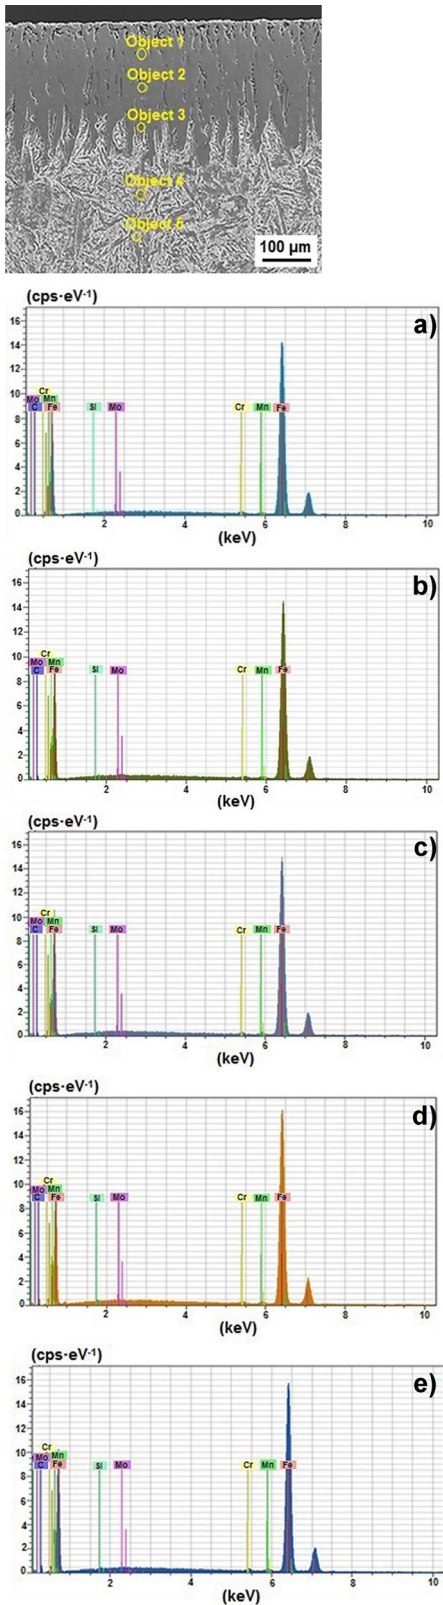 Object 1
Object 2
Object 3
Object 4
Object 5
100 µm
(cps·eV⁻¹)
a)
16
14
12
10
8
6
4
2
0
Cr
Mo Mn
C Fe Si Mo Cr Mn Fe
2 4 6 8 10
(keV)
(cps·eV⁻¹)
b)
16
14
12
10
8
6
4
2
0
Cr
Mo Mn
C Fe Si Mo Cr Mn Fe
2 4 6 8 10
(keV)
(cps·eV⁻¹)
c)
16
14
12
10
8
6
4
2
0
Cr
Mo Mn
C Fe Si Mo Cr Mn Fe
2 4 6 8 10
(keV)
(cps·eV⁻¹)
d)
16
14
12
10
8
6
4
2
0
Cr
Mo Mn
C Fe Si Mo Cr Mn Fe
2 4 6 8 10
(keV)
(cps·eV⁻¹)
e)
16
14
12
10
8
6
4
2
0
Cr
Mo Mn
C Fe Si Mo Cr Mn Fe
2 4 6 8 10
(keV)